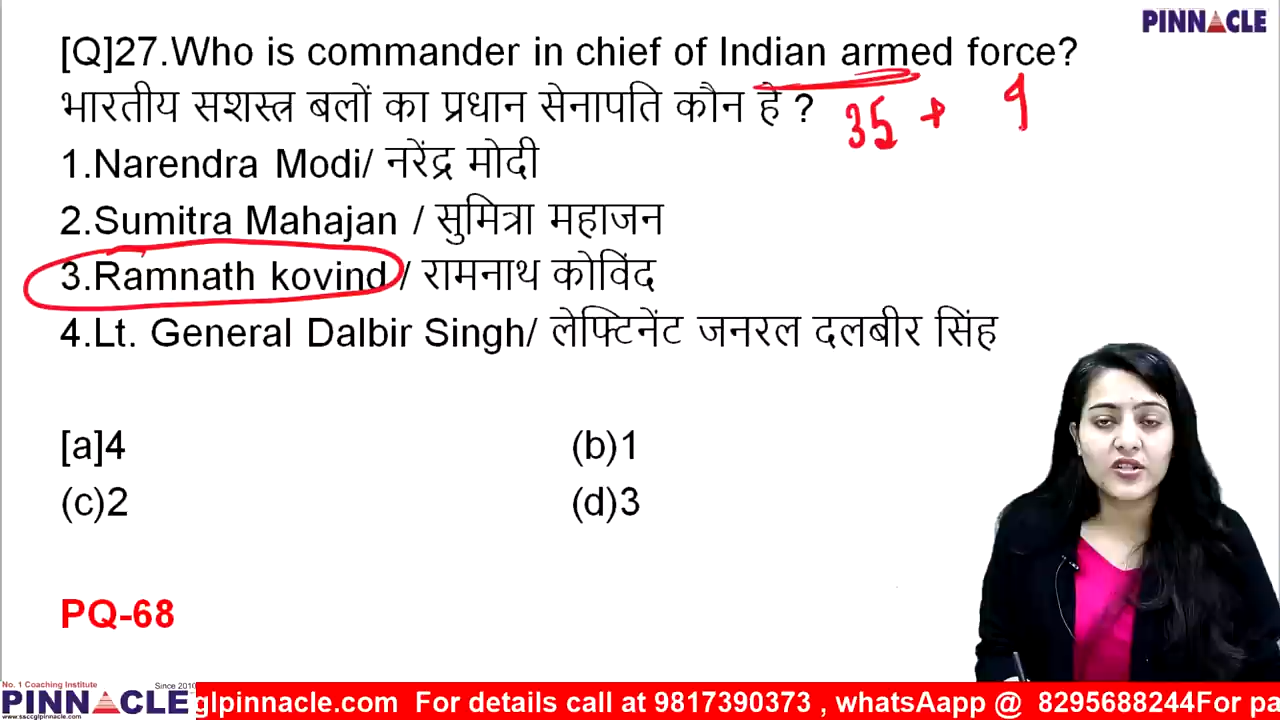 PINNACLE
[Q]27.Who is commander in chief of Indian armed force?
भारतीय सशस्त्र बलों का प्रधान सेनापति कौन है ?
35 +
1.Narendra Modi/ नरेंद्र मोदी
2.Sumitra Mahajan / सुमित्रा महाजन
3.Ramnath kovind / रामनाथ कोविंद
4.Lt. General Dalbir Singh/ लेफ्टिनेंट जनरल दलबीर सिंह
[a]4 (b)1
(c)2 (d)3
PQ-68
No. 1 Coaching Institute Since 2010
PINNACLE
www.ssccglpinnacle.com
glpinnacle.com For details call at 9817390373 , whatsAapp @ 8295688244For pa